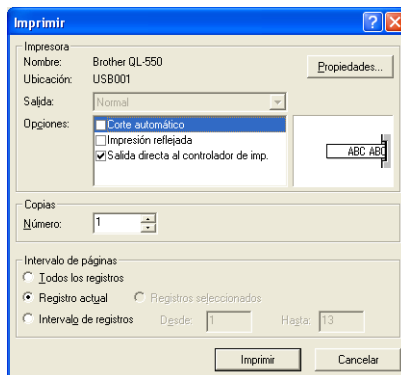 Imprimir
Impresora
Nombre: Brother QL-550
Propiedades...
Ubicación: USB001
Salida: Normal
Opciones: Corte automático
Impresión reflejada
Salida directa al controlador de imp.
ABC ABC
Copias
Número: 1
Intervalo de páginas
Todos los registros
Registro actual Registros seleccionados
Intervalo de registros Desde: 1 Hasta: 13
Imprimir Cancelar